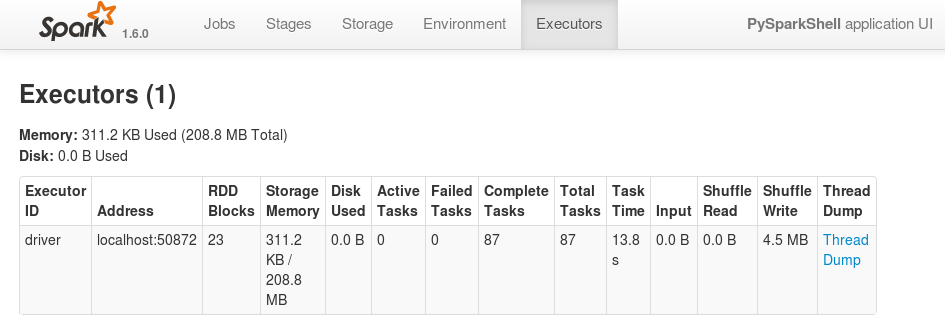 Spark 1.6.0 Jobs Stages Storage Environment Executors PySparkShell application UI
Executors (1)
Memory: 311.2 KB Used (208.8 MB Total)
Disk: 0.0 B Used
Executor ID Address RDD Blocks Storage Memory Disk Used Active Tasks Failed Tasks Complete Tasks Total Tasks Task Time Input Shuffle Read Shuffle Write Thread Dump
driver localhost:50872 23 311.2 KB / 208.8 MB 0.0 B 0 0 87 87 13.8 s 0.0 B 0.0 B 4.5 MB Thread Dump